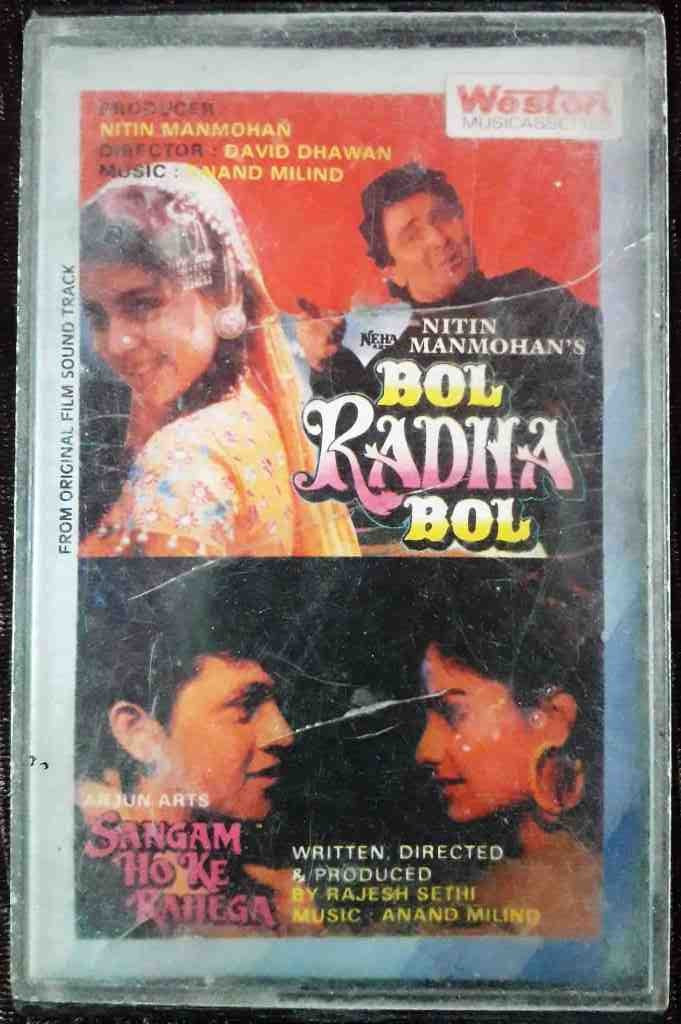 PRODUCER
NITIN MANMOHAN
DIRECTOR : DAVID DHAWAN
MUSIC : ANAND MILIND
Weston
MUSICASSETTES
FROM ORIGINAL FILM SOUND TRACK
NEHA
NITIN
MANMOHAN'S
BOL
RADHA
BOL
ARJUN ARTS
SANGAM
HO KE
RAHEGA
WRITTEN, DIRECTED
& PRODUCED
BY RAJESH SETHI
MUSIC : ANAND MILIND